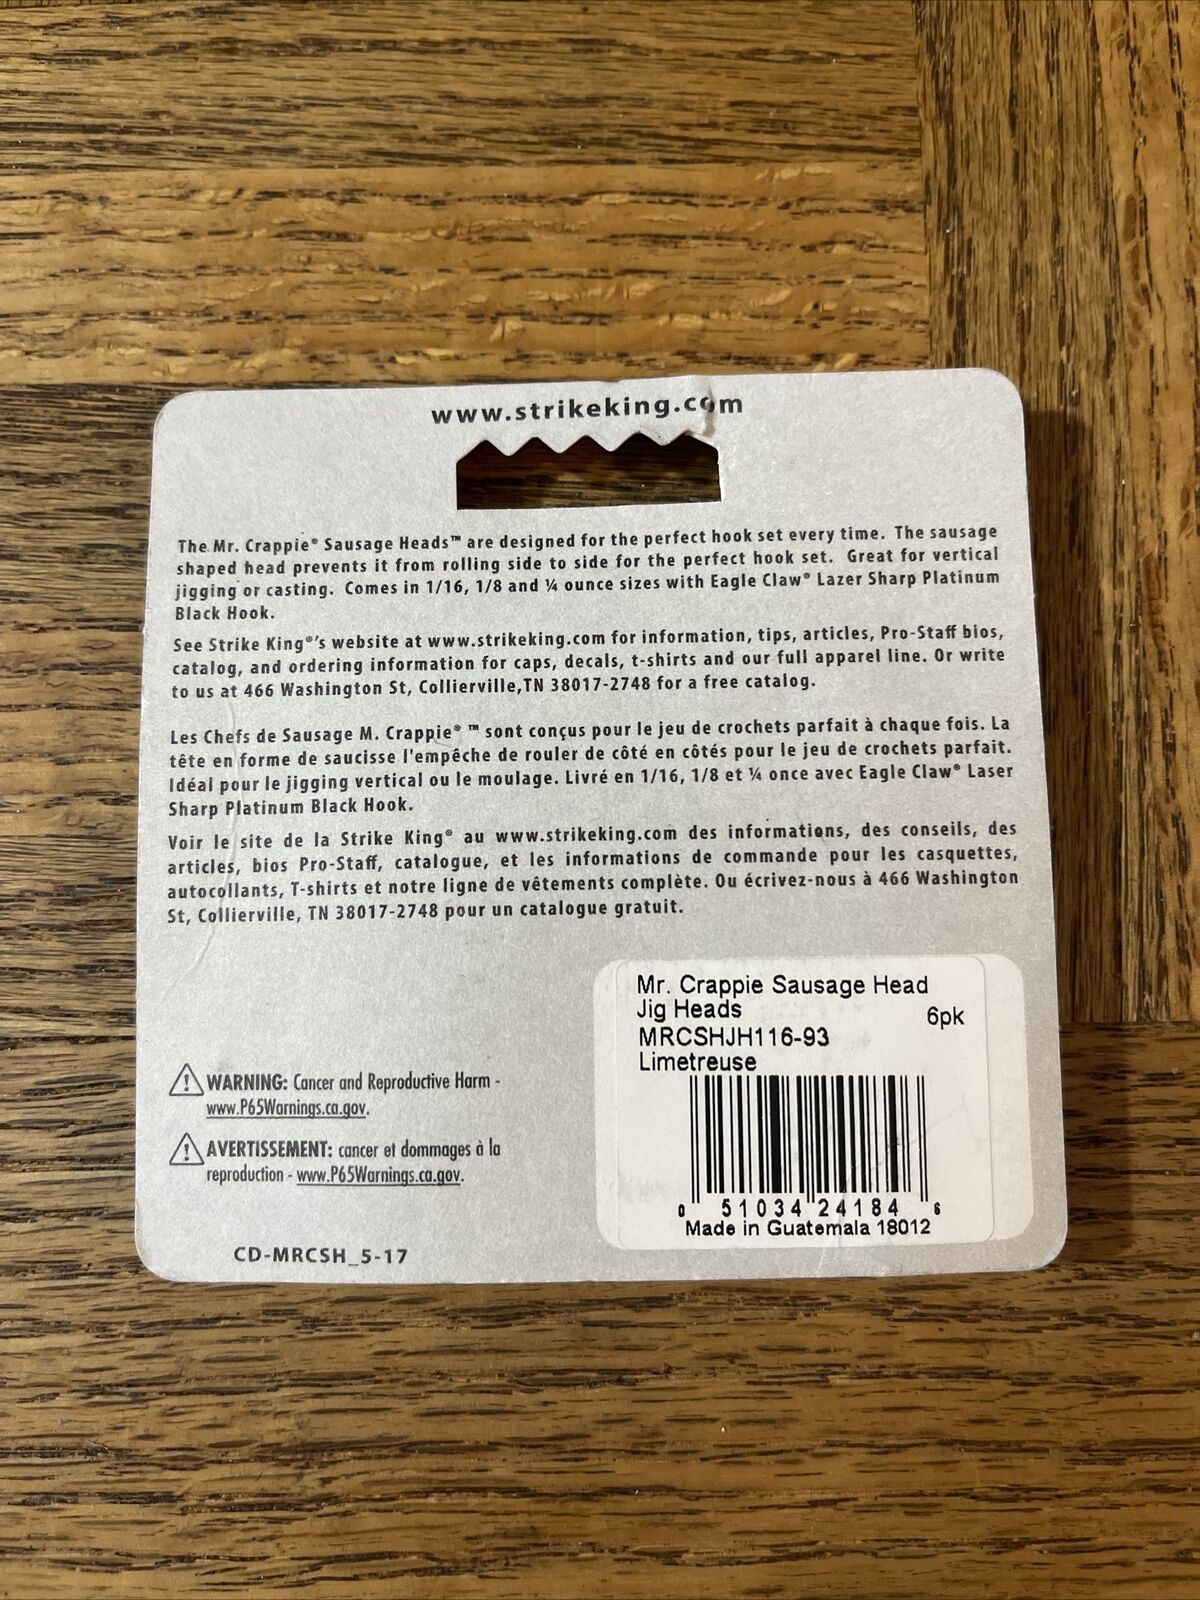 www.strikeking.com
The Mr. Crappie® Sausage Heads™ are designed for the perfect hook set every time. The sausage
shaped head prevents it from rolling side to side for the perfect hook set. Great for vertical
jigging or casting. Comes in 1/16, 1/8 and ¼ ounce sizes with Eagle Claw® Lazer Sharp Platinum
Black Hook.
See Strike King®'s website at www.strikeking.com for information, tips, articles, Pro-Staff bios,
catalog, and ordering information for caps, decals, t-shirts and our full apparel line. Or write
to us at 466 Washington St, Collierville,TN 38017-2748 for a free catalog.
Les Chefs de Sausage M. Crappie® ™ sont conçus pour le jeu de crochets parfait à chaque fois. La
tête en forme de saucisse l'empêche de rouler de côté en côtés pour le jeu de crochets parfait.
Idéal pour le jigging vertical ou le moulage. Livré en 1/16, 1/8 et ¼ once avec Eagle Claw® Laser
Sharp Platinum Black Hook.
Voir le site de la Strike King® au www.strikeking.com des informations, des conseils, des
articles, bios Pro-Staff, catalogue, et les informations de commande pour les casquettes,
autocollants, T-shirts et notre ligne de vêtements complète. Ou écrivez-nous à 466 Washington
St, Collierville, TN 38017-2748 pour un catalogue gratuit.
WARNING: Cancer and Reproductive Harm -
www.P65Warnings.ca.gov.
AVERTISSEMENT: cancer et dommages à la
reproduction - www.P65Warnings.ca.gov.
CD-MRCSH_5-17
Mr. Crappie Sausage Head
Jig Heads 6pk
MRCSHJH116-93
Limetreuse
0 51034 24184 6
Made in Guatemala 18012